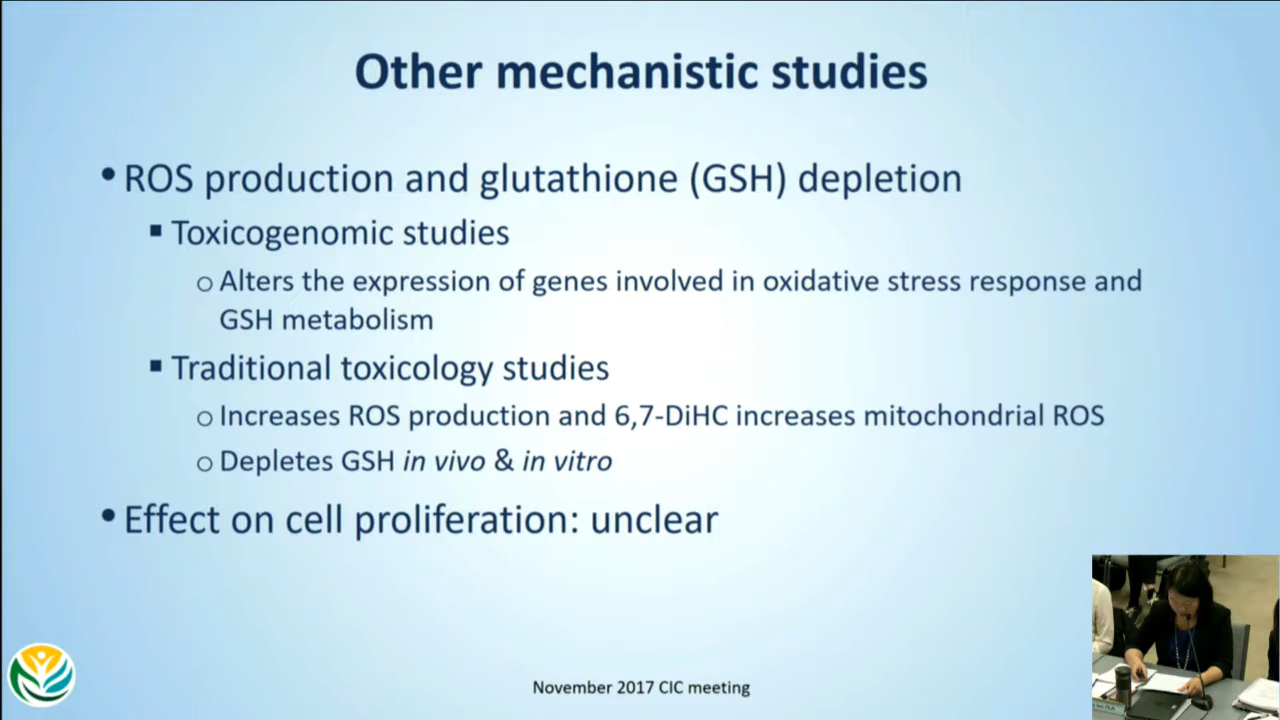 Other mechanistic studies
• ROS production and glutathione (GSH) depletion
▪ Toxicogenomic studies
o Alters the expression of genes involved in oxidative stress response and
GSH metabolism
▪ Traditional toxicology studies
o Increases ROS production and 6,7-DiHC increases mitochondrial ROS
o Depletes GSH in vivo & in vitro
• Effect on cell proliferation: unclear
November 2017 CIC meeting